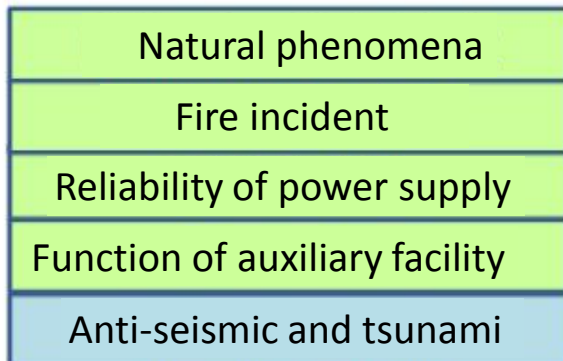 Natural phenomena
Fire incident
Reliability of power supply
Function of auxiliary facility
Anti-seismic and tsunami